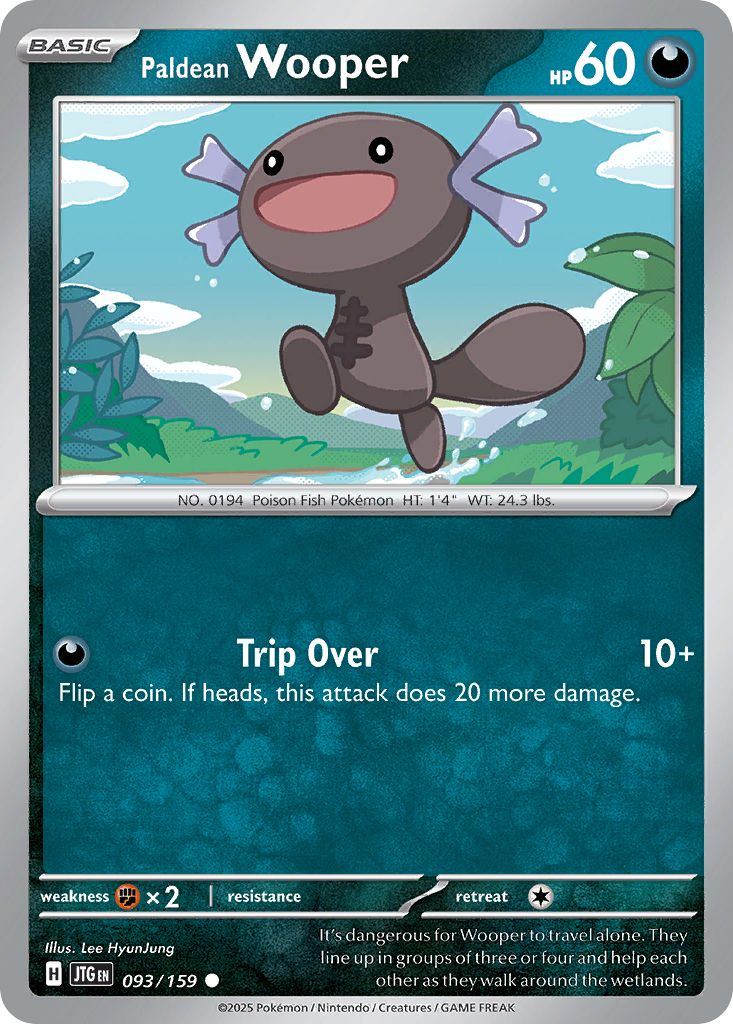 BASIC
Paldean Wooper HP 60
NO. 0194 Poison Fish Pokémon HT: 1'4" WT: 24.3 lbs.
Trip Over 10+
Flip a coin. If heads, this attack does 20 more damage.
weakness ×2 resistance retreat
Illus. Lee HyunJung
It's dangerous for Wooper to travel alone. They
line up in groups of three or four and help each
other as they walk around the wetlands.
H JTG EN 093/159
©2025 Pokémon / Nintendo / Creatures / GAME FREAK